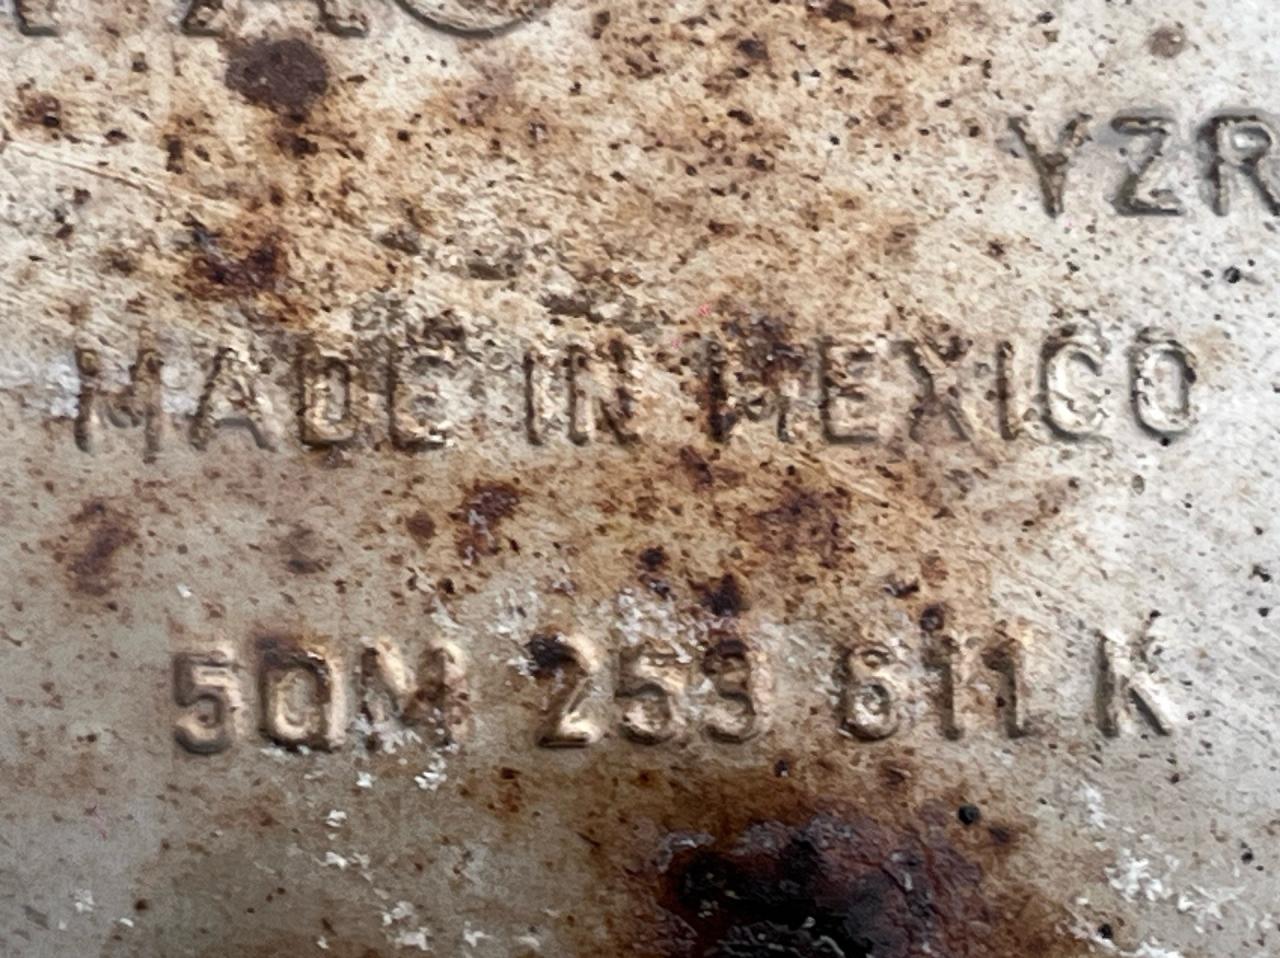 YZR
MADE IN MEXICO
5QM 253 611 K